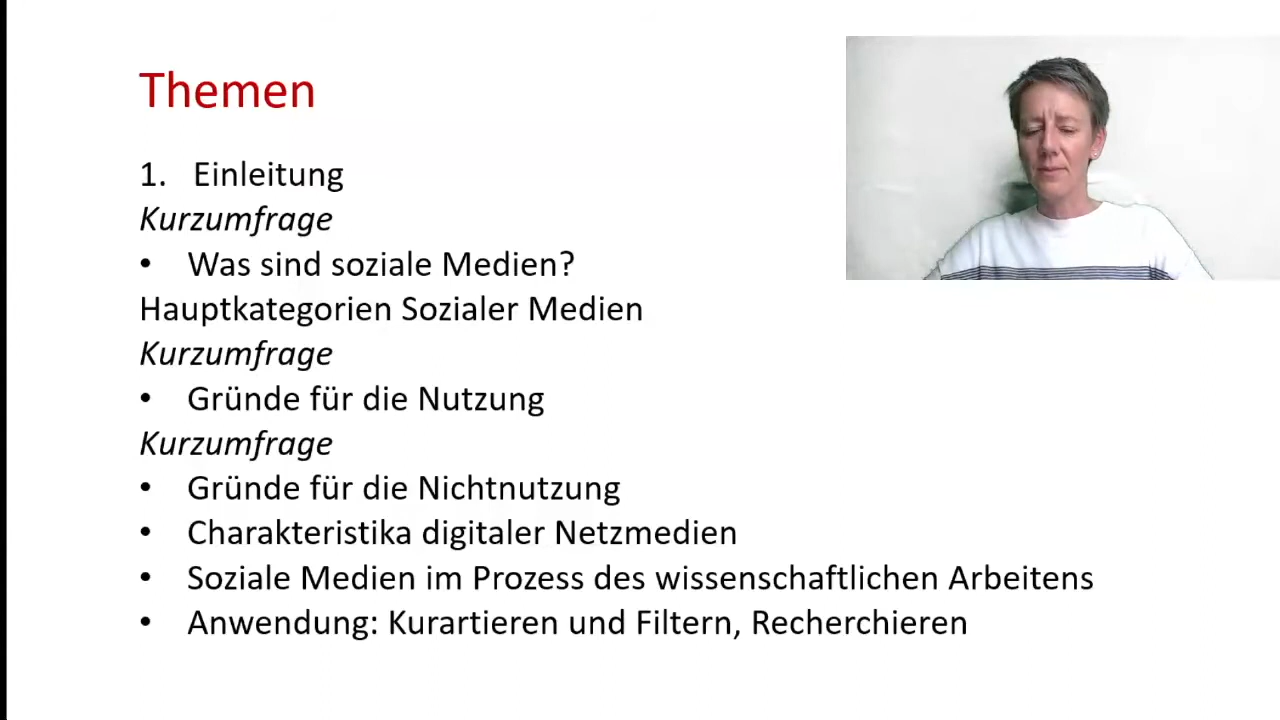 Themen
1. Einleitung
Kurzumfrage
• Was sind soziale Medien?
Hauptkategorien Sozialer Medien
Kurzumfrage
• Gründe für die Nutzung
Kurzumfrage
• Gründe für die Nichtnutzung
• Charakteristika digitaler Netzmedien
• Soziale Medien im Prozess des wissenschaftlichen Arbeitens
• Anwendung: Kurartieren und Filtern, Recherchieren